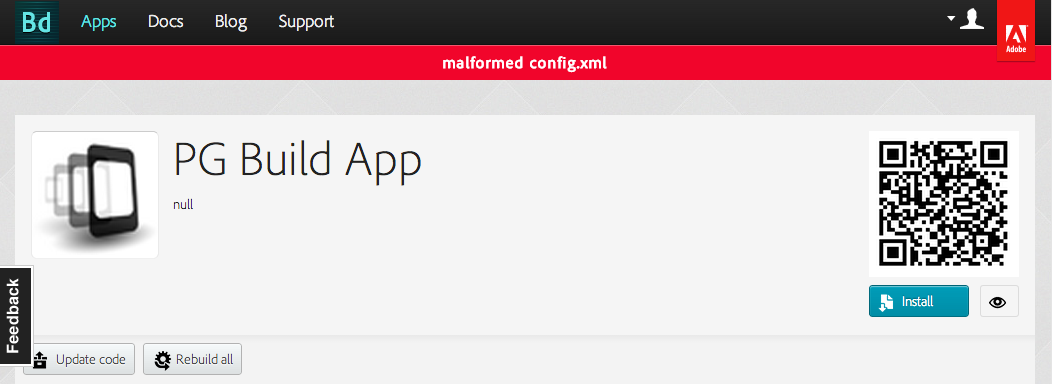 Bd Apps Docs Blog Support
Adobe
malformed config.xml
PG Build App
null
Install
Feedback
Update code Rebuild all